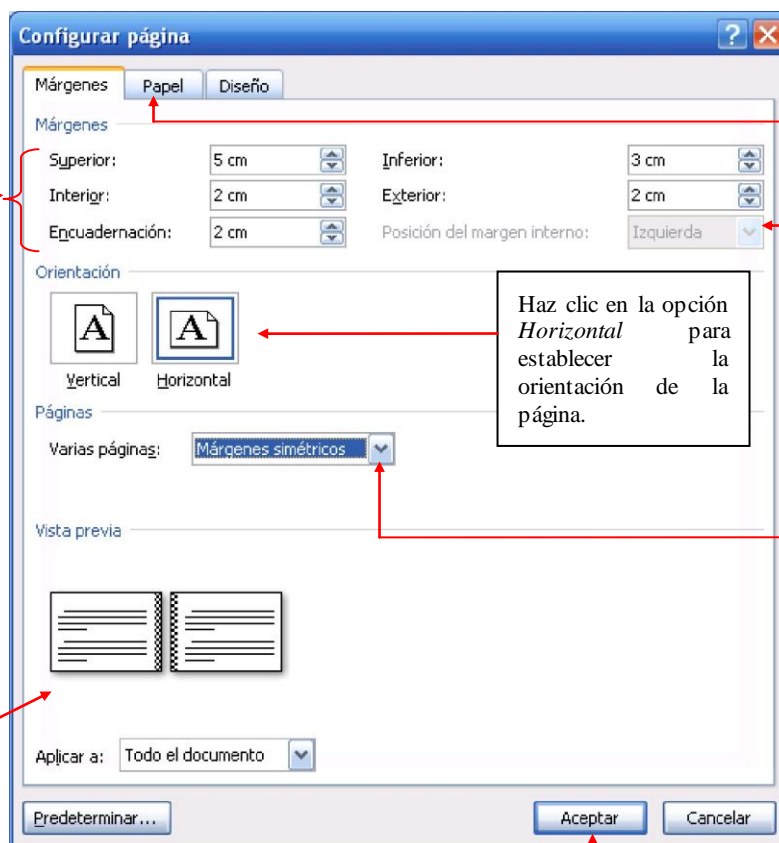 Configurar página
Márgenes Papel Diseño
Márgenes
Superior: 5 cm Inferior: 3 cm
Interior: 2 cm Exterior: 2 cm
Encuadernación: 2 cm Posición del margen interno: Izquierda
Orientación
A A
Vertical Horizontal
Haz clic en la opción
Horizontal para
establecer la
orientación de la
página.
Páginas
Varias páginas: Márgenes simétricos
Vista previa
Aplicar a: Todo el documento
Predeterminar... Aceptar Cancelar